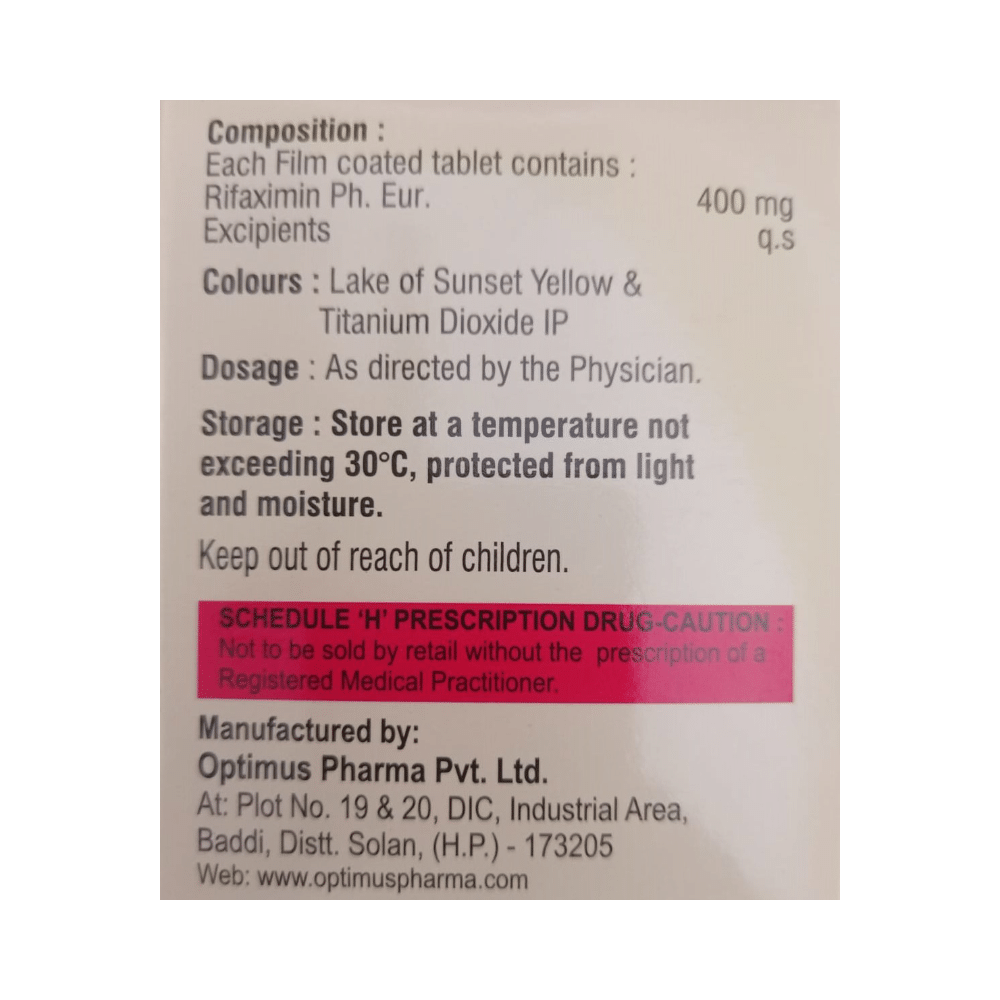 Composition :
Each Film coated tablet contains :
Rifaximin Ph. Eur. 400 mg
Excipients q.s
Colours : Lake of Sunset Yellow &
Titanium Dioxide IP
Dosage : As directed by the Physician.
Storage : Store at a temperature not
exceeding 30°C, protected from light
and moisture.
Keep out of reach of children.
SCHEDULE 'H' PRESCRIPTION DRUG-CAUTION :
Not to be sold by retail without the prescription of a
Registered Medical Practitioner.
Manufactured by:
Optimus Pharma Pvt. Ltd.
At: Plot No. 19 & 20, DIC, Industrial Area,
Baddi, Distt. Solan, (H.P.) - 173205
Web: www.optimuspharma.com